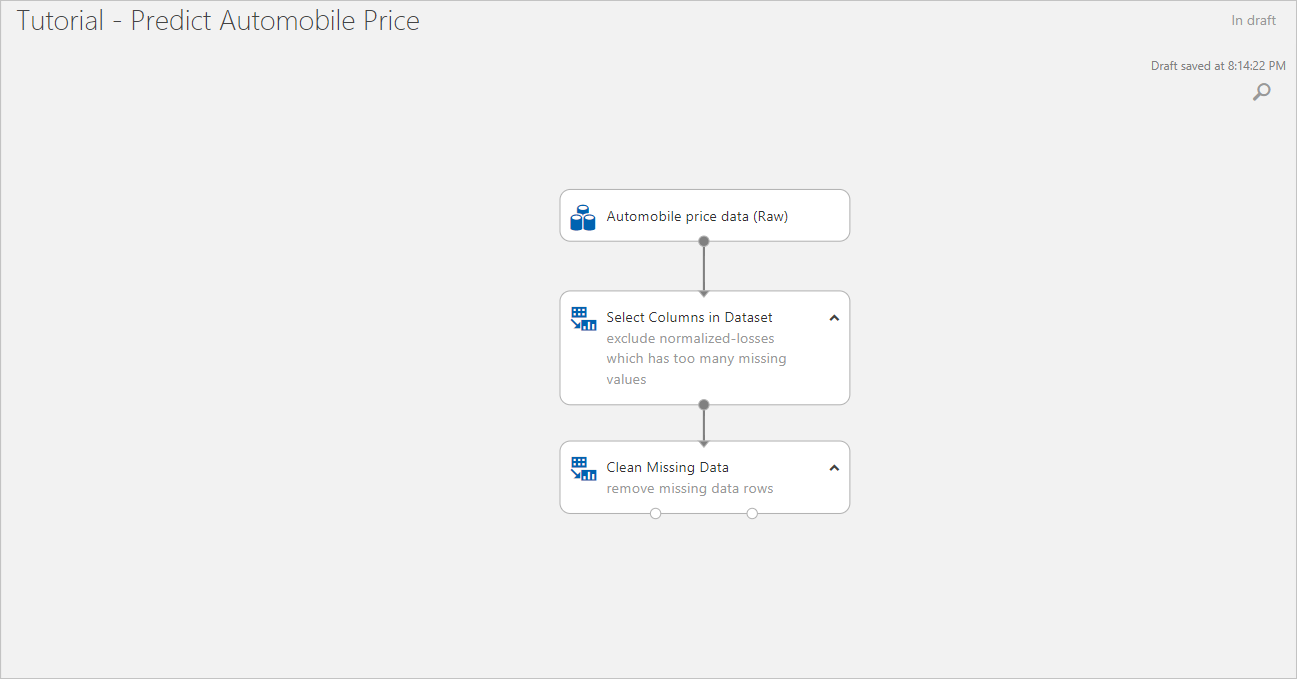 Tutorial - Predict Automobile Price
In draft
Draft saved at 8:14:22 PM
Automobile price data (Raw)
Select Columns in Dataset
exclude normalized-losses
which has too many missing
values
Clean Missing Data
remove missing data rows